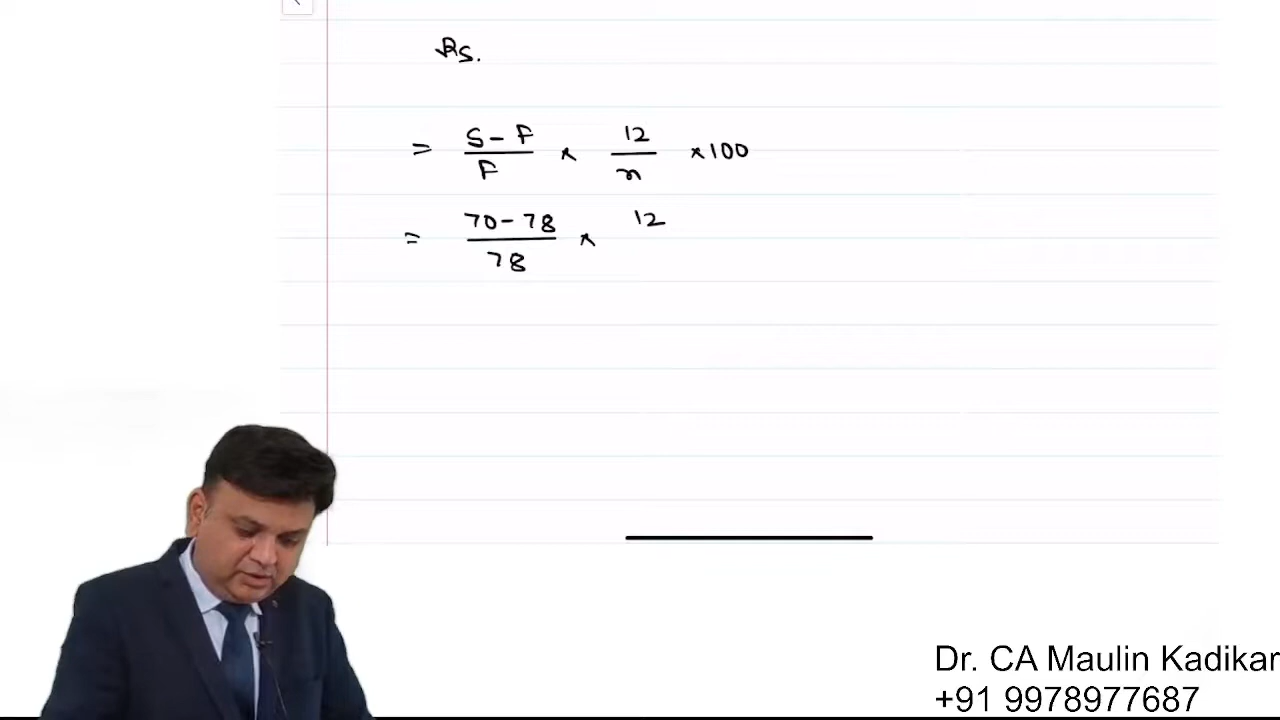 Rs.
= S - F / F × 12 / n × 100
= 70 - 78 / 78 × 12
Dr. CA Maulin Kadikar
+91 9978977687